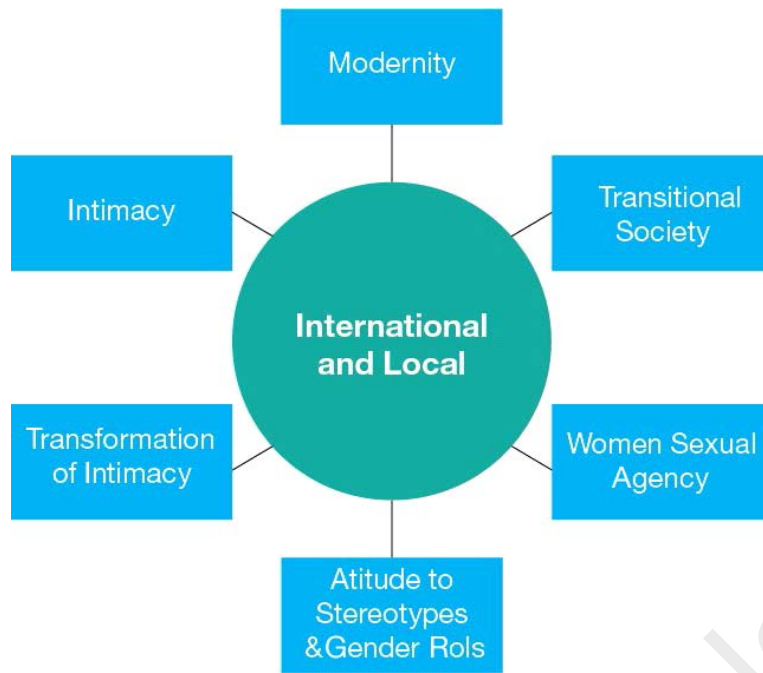 Modernity
Intimacy
Transitional
Society
International
and Local
Transformation
of Intimacy
Women Sexual
Agency
Atitude to
Stereotypes
&Gender Rols